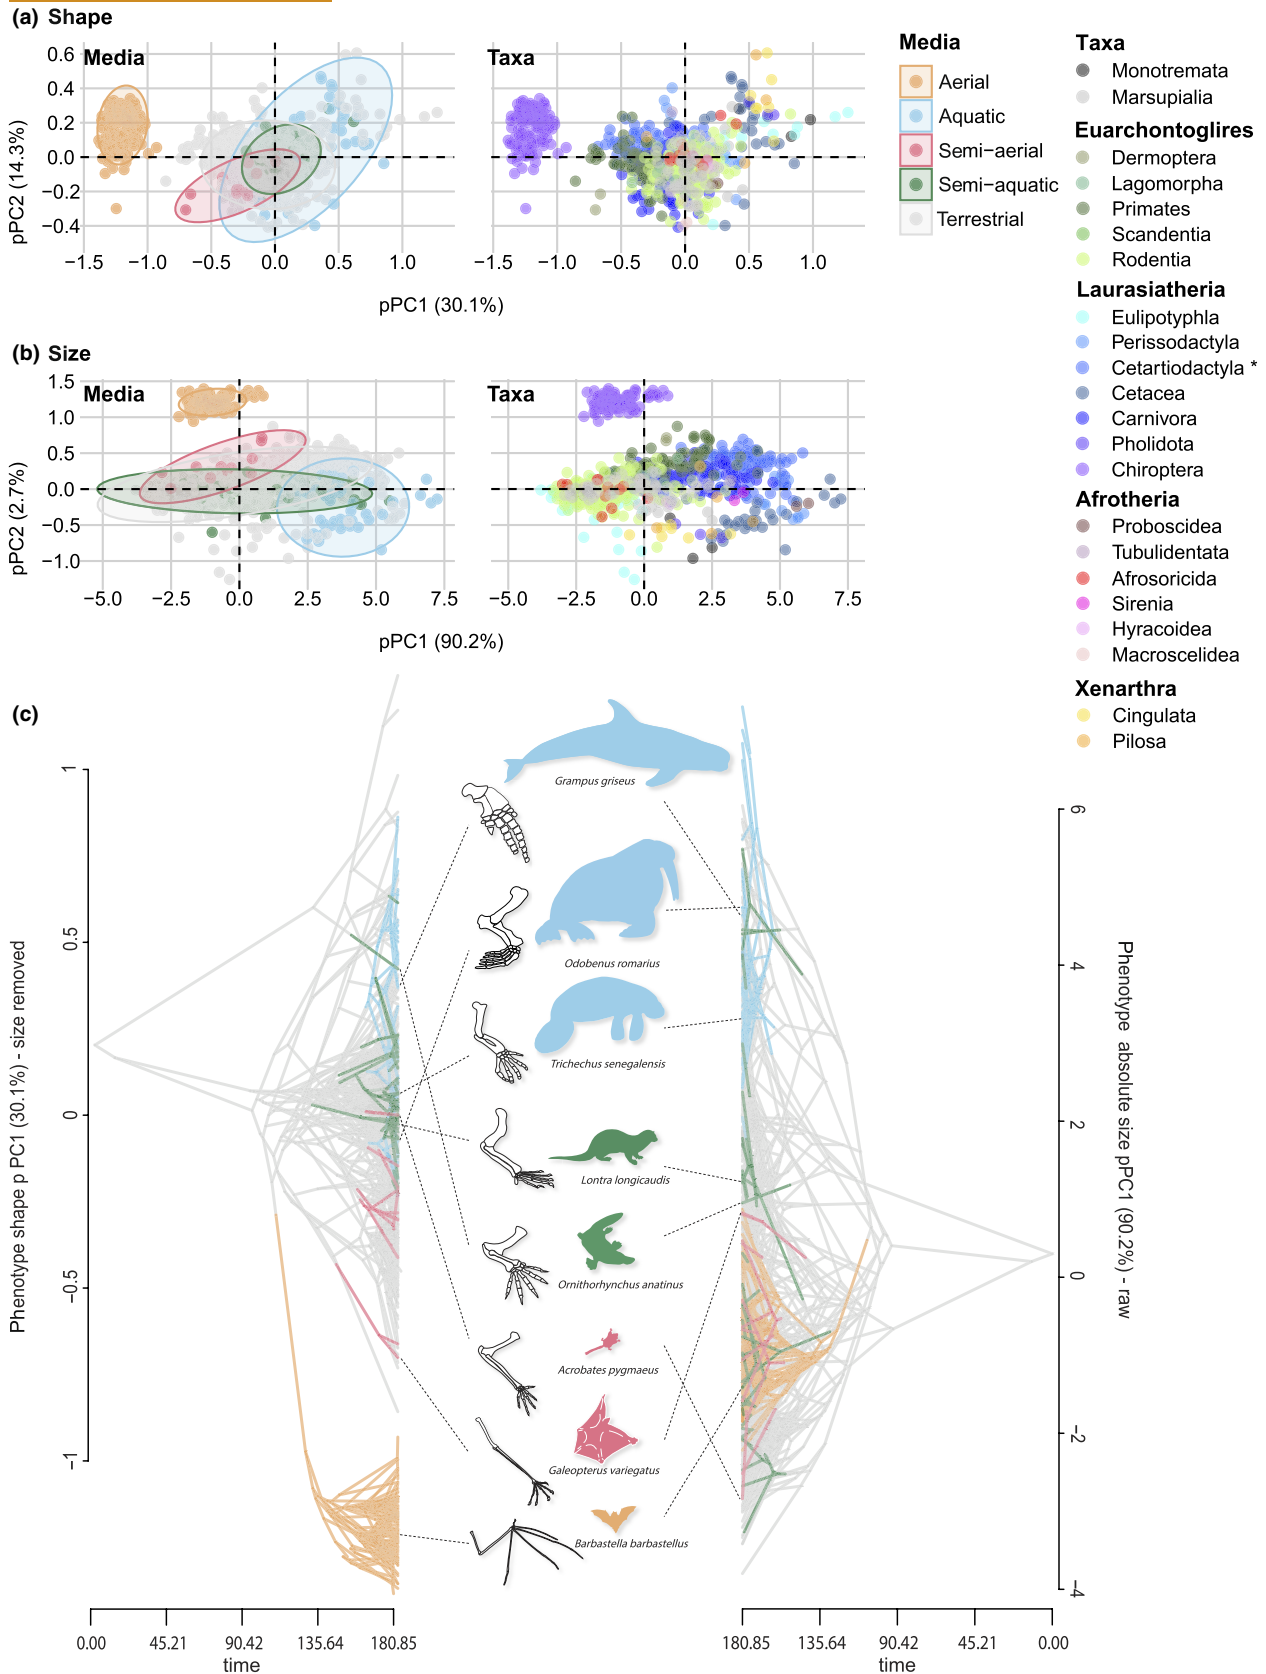 (a) Shape
Media
Taxa
0.6
0.4
0.2
0.0
−0.2
−0.4
pPC2 (14.3%)
−1.5 −1.0 −0.5 0.0 0.5 1.0
−1.5 −1.0 −0.5 0.0 0.5 1.0
pPC1 (30.1%)
Media
Aerial
Aquatic
Semi−aerial
Semi−aquatic
Terrestrial
Taxa
Monotremata
Marsupialia
Euarchontoglires
Dermoptera
Lagomorpha
Primates
Scandentia
Rodentia
Laurasiatheria
Eulipotyphla
Perissodactyla
Cetartiodactyla *
Cetacea
Carnivora
Pholidota
Chiroptera
Afrotheria
Proboscidea
Tubulidentata
Afrosoricida
Sirenia
Hyracoidea
Macroscelidea
Xenarthra
Cingulata
Pilosa
(b) Size
Media
Taxa
1.5
1.0
0.5
0.0
−0.5
−1.0
pPC2 (2.7%)
−5.0 −2.5 0.0 2.5 5.0 7.5
−5.0 −2.5 0.0 2.5 5.0 7.5
pPC1 (90.2%)
(c)
1
0.5
0
−0.5
−1
Phenotype shape p PC1 (30.1%) - size removed
Grampus griseus
Odobenus romarius
Trichechus senegalensis
Lontra longicaudis
Ornithorhynchus anatinus
Acrobates pygmaeus
Galeopterus variegatus
Barbastella barbastellus
6
4
2
0
−2
−4
Phenotype absolute size pPC1 (90.2%) - raw
0.00 45.21 90.42 135.64 180.85
time
180.85 135.64 90.42 45.21 0.00
time